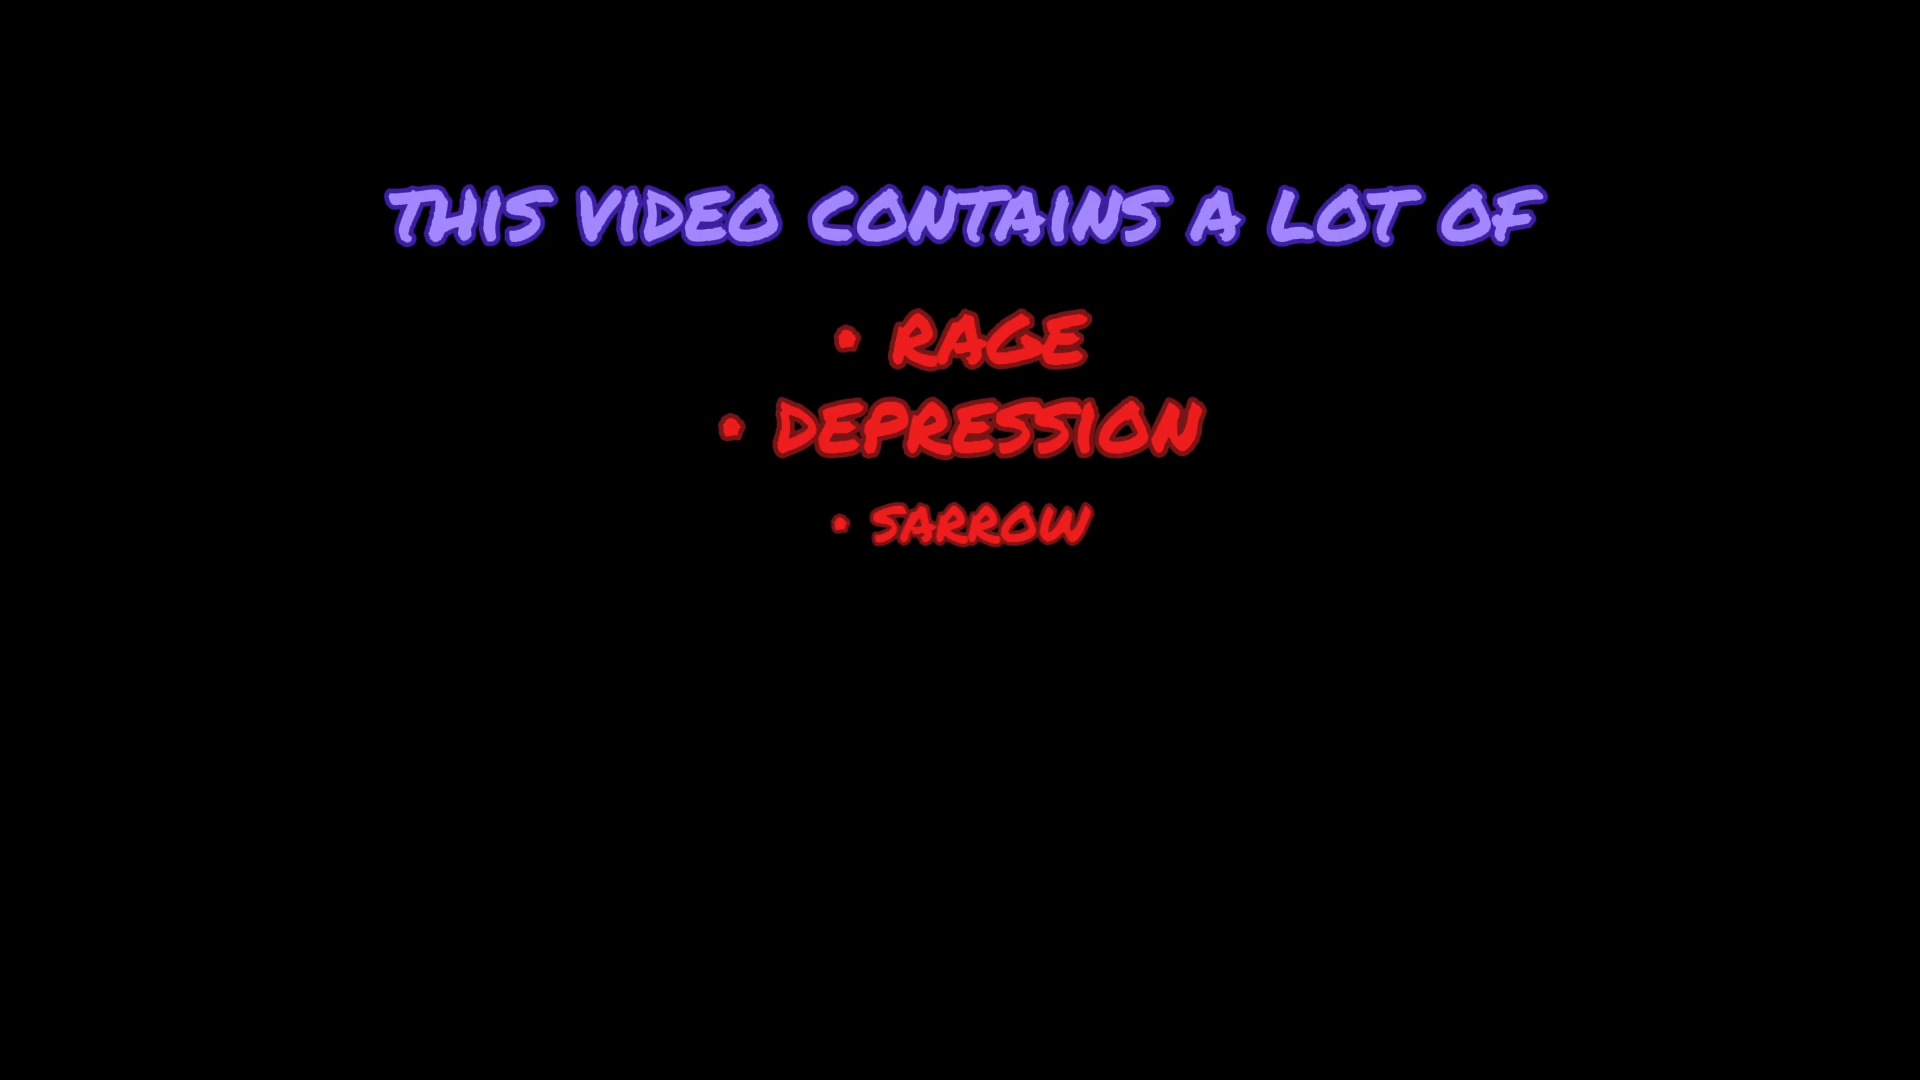 THIS VIDEO CONTAINS A LOT OF
• RAGE
• DEPRESSION
• SARROW